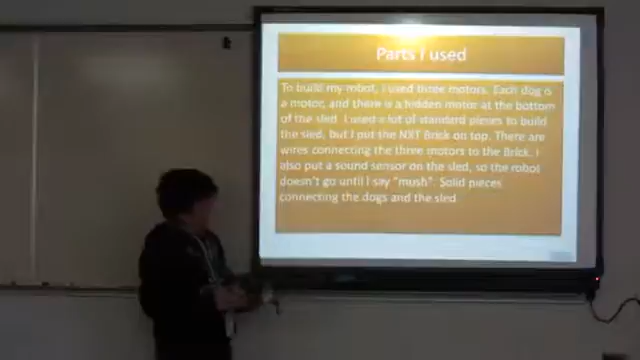 Parts I used
To build my robot, I used three motors. Each dog is
a motor, and there is a hidden motor at the bottom
of the sled. I used a lot of standard pieces to build
the sled, but I put the NXT Brick on top. There are
wires connecting the three motors to the Brick. I
also put a sound sensor on the sled, so the robot
doesn't go until I say "mush". Solid pieces
connecting the dogs and the sled